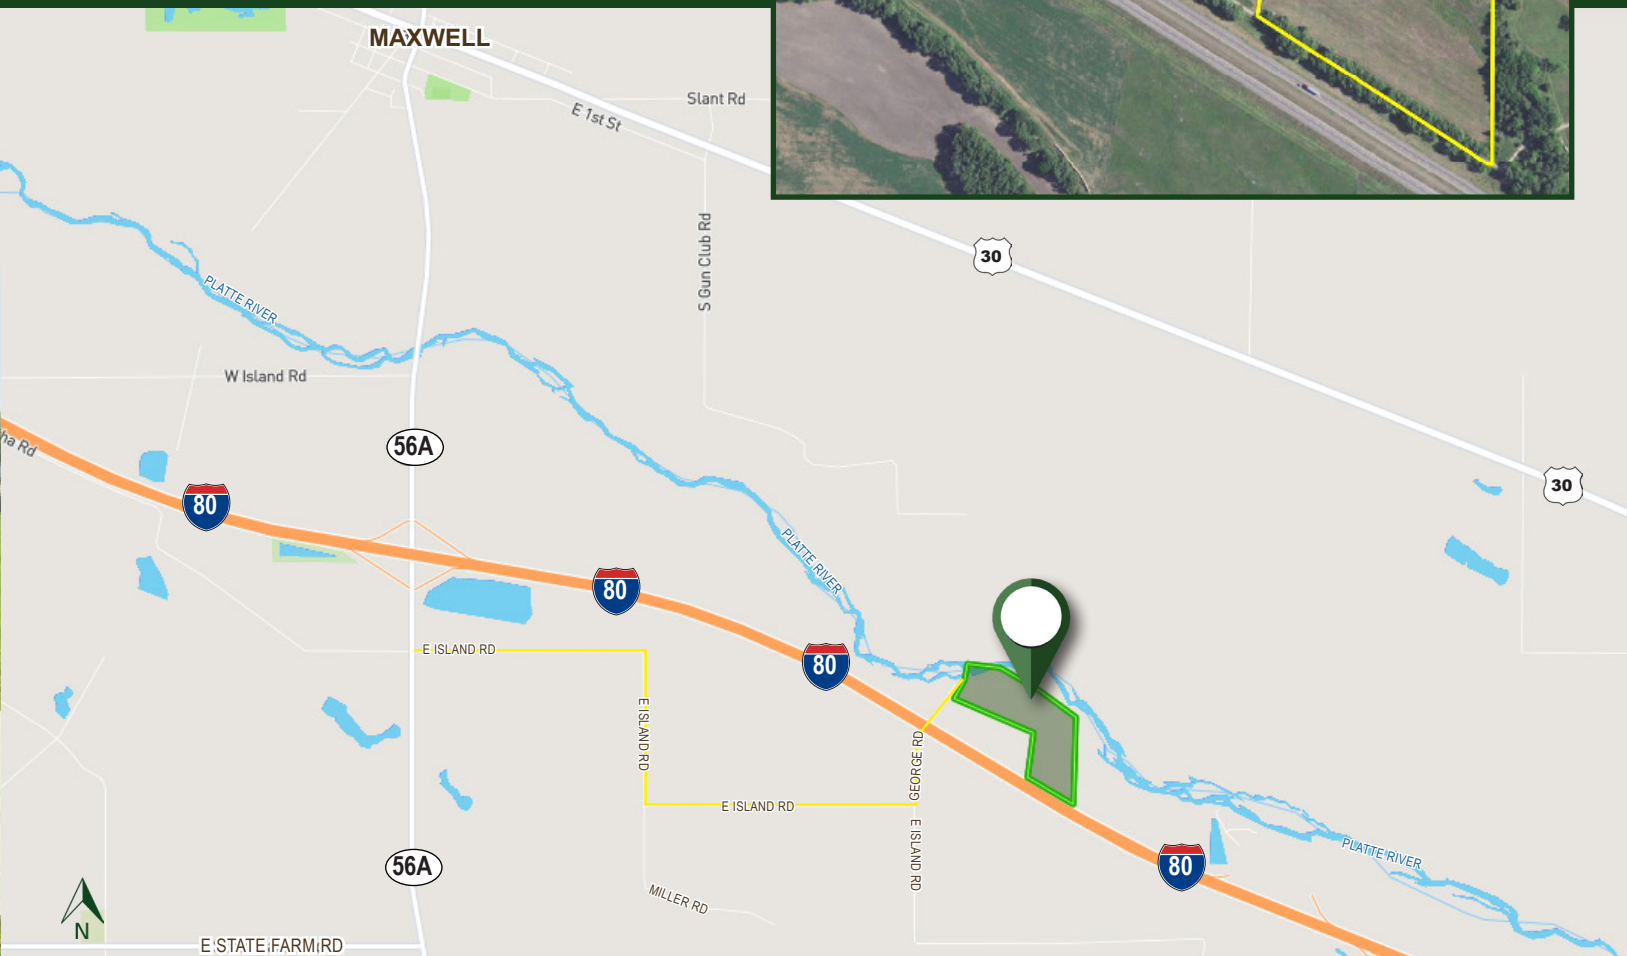 MAXWELL
Slant Rd
E 1st St
S Gun Club Rd
30
PLATTE RIVER
W Island Rd
56A
80
30
PLATTE RIVER
80
80
E ISLAND RD
E ISLAND RD
GEORGE RD
E ISLAND RD
E ISLAND RD
56A
80
PLATTE RIVER
MILLER RD
N
E STATE FARM RD